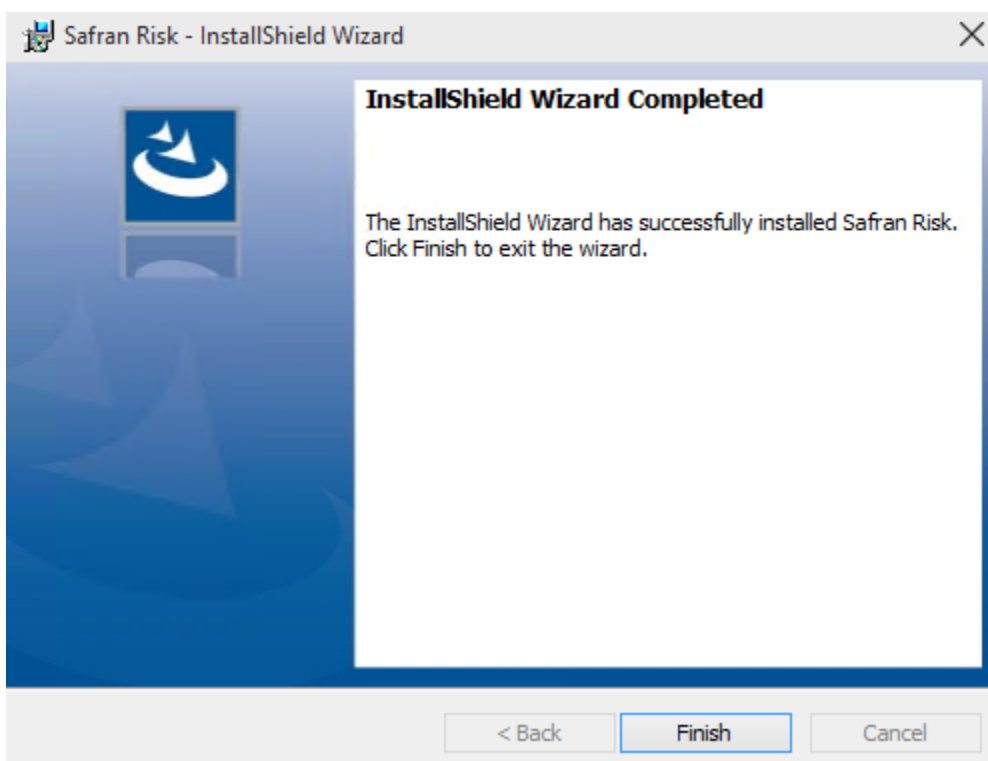 Safran Risk - InstallShield Wizard
InstallShield Wizard Completed
The InstallShield Wizard has successfully installed Safran Risk.
Click Finish to exit the wizard.
< Back
Finish
Cancel